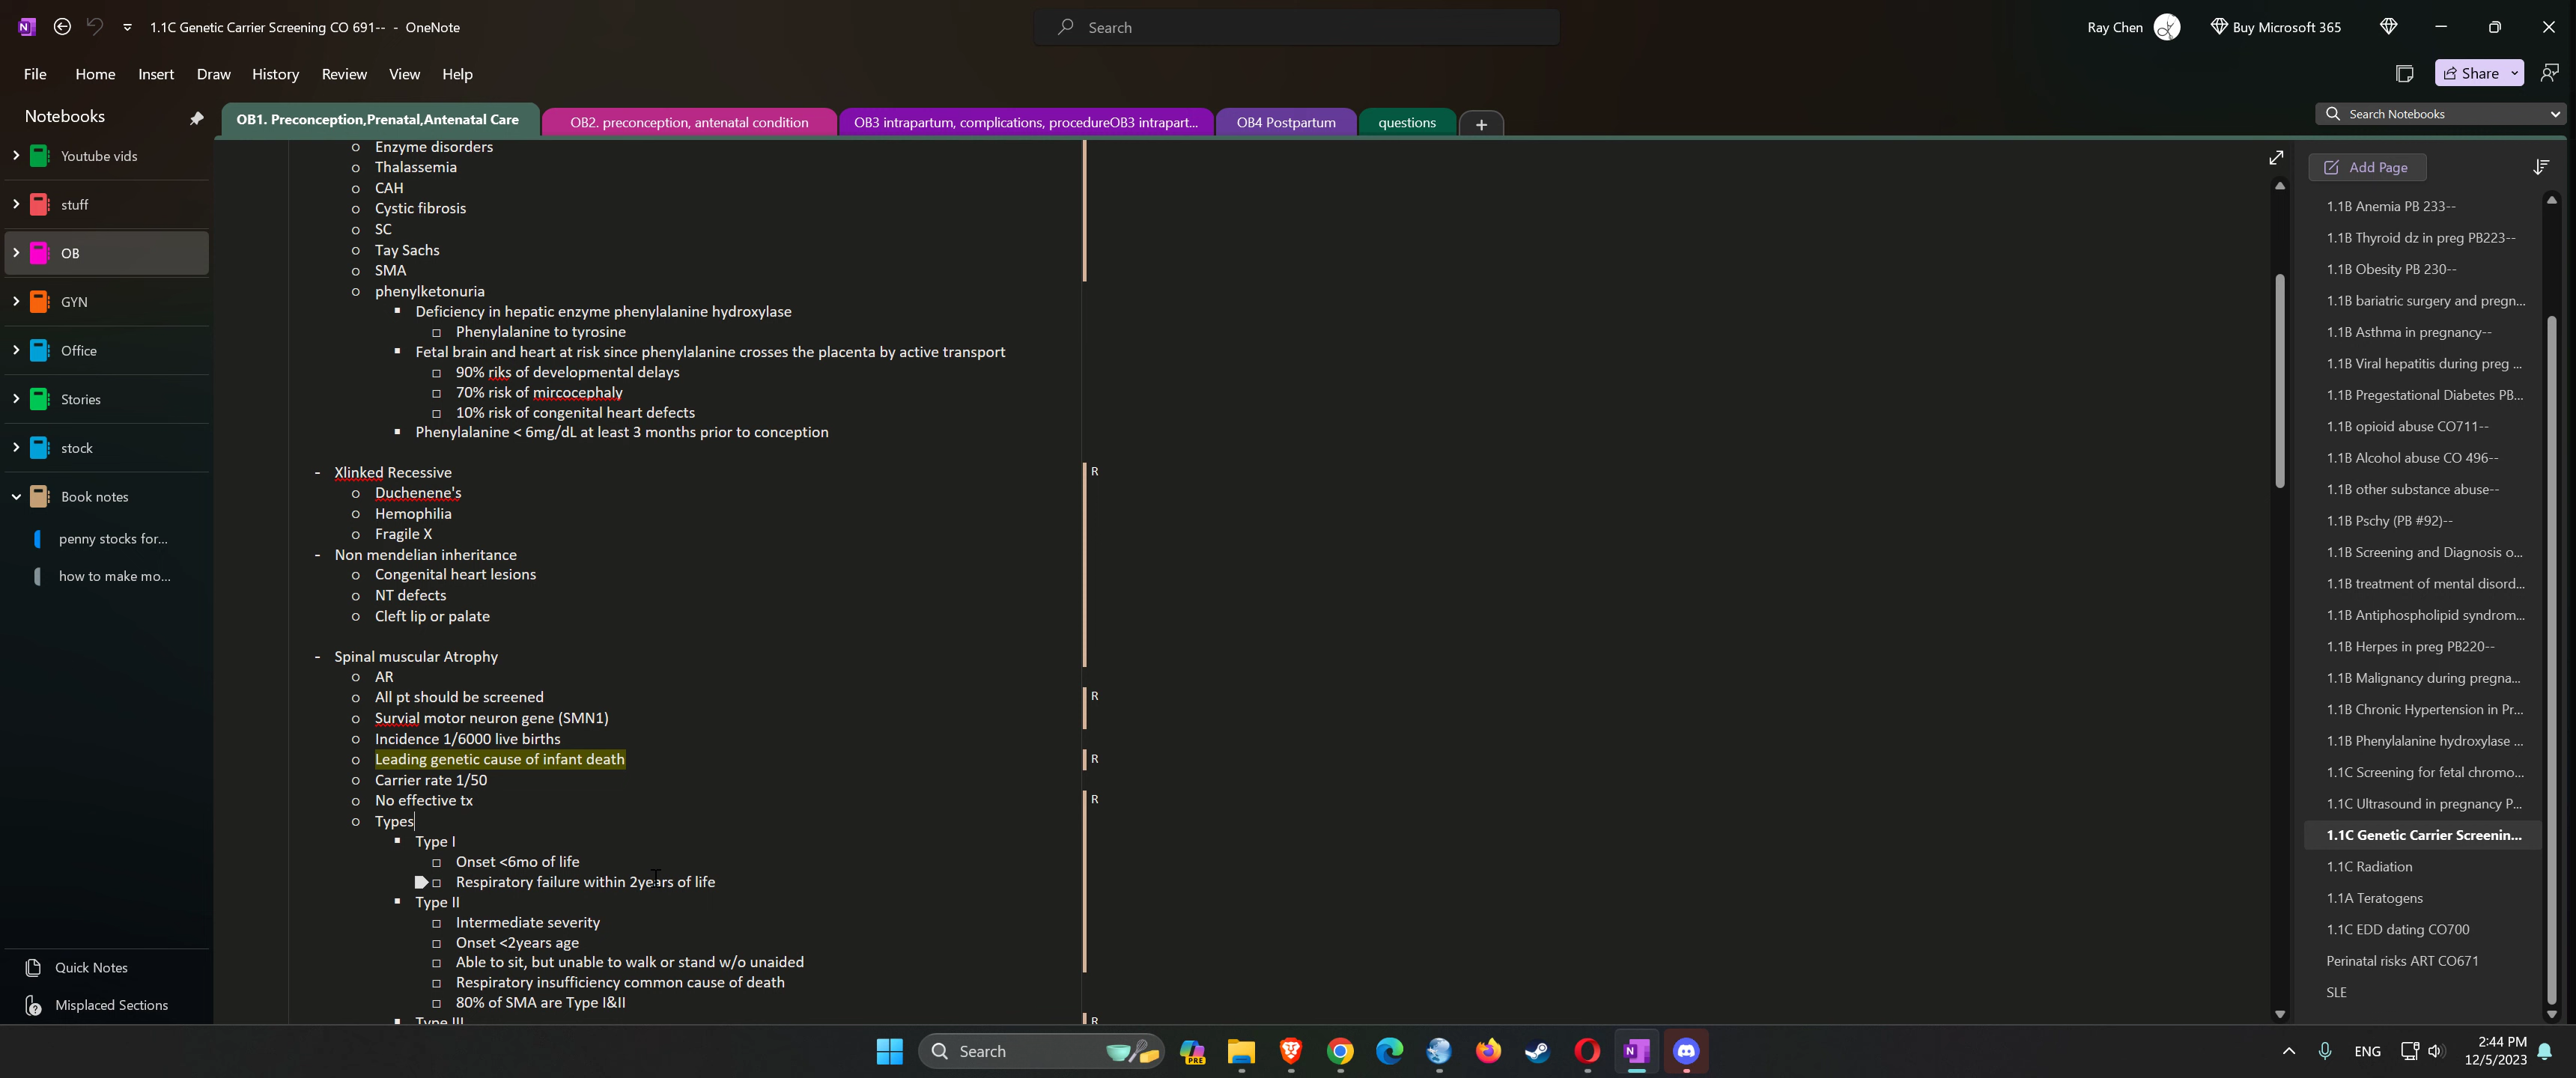 1.1C Genetic Carrier Screening CO 691-- - OneNote
Search
Ray Chen
Buy Microsoft 365
File Home Insert Draw History Review View Help
Share
Notebooks
OB1. Preconception,Prenatal,Antenatal Care
OB2. preconception, antenatal condition
OB3 intrapartum, complications, procedureOB3 intrapart...
OB4 Postpartum
questions
+
Search Notebooks
Youtube vids
stuff
OB
GYN
Office
Stories
stock
Book notes
penny stocks for...
how to make mo...
Quick Notes
Misplaced Sections
o Enzyme disorders
o Thalassemia
o CAH
o Cystic fibrosis
o SC
o Tay Sachs
o SMA
o phenylketonuria
Deficiency in hepatic enzyme phenylalanine hydroxylase
Phenylalanine to tyrosine
Fetal brain and heart at risk since phenylalanine crosses the placenta by active transport
90% riks of developmental delays
70% risk of mircocephaly
10% risk of congenital heart defects
Phenylalanine < 6mg/dL at least 3 months prior to conception
- Xlinked Recessive
R
o Duchenene's
o Hemophilia
o Fragile X
- Non mendelian inheritance
o Congenital heart lesions
o NT defects
o Cleft lip or palate
- Spinal muscular Atrophy
o AR
o All pt should be screened
R
o Survial motor neuron gene (SMN1)
o Incidence 1/6000 live births
o Leading genetic cause of infant death
R
o Carrier rate 1/50
o No effective tx
R
o Types
Type I
Onset <6mo of life
Respiratory failure within 2years of life
Type II
Intermediate severity
Onset <2years age
Able to sit, but unable to walk or stand w/o unaided
Respiratory insufficiency common cause of death
80% of SMA are Type I&II
Type III
R
Add Page
1.1B Anemia PB 233--
1.1B Thyroid dz in preg PB223--
1.1B Obesity PB 230--
1.1B bariatric surgery and pregn...
1.1B Asthma in pregnancy--
1.1B Viral hepatitis during preg ...
1.1B Pregestational Diabetes PB...
1.1B opioid abuse CO711--
1.1B Alcohol abuse CO 496--
1.1B other substance abuse--
1.1B Pschy (PB #92)--
1.1B Screening and Diagnosis o...
1.1B treatment of mental disord...
1.1B Antiphospholipid syndrom...
1.1B Herpes in preg PB220--
1.1B Malignancy during pregna...
1.1B Chronic Hypertension in Pr...
1.1B Phenylalanine hydroxylase ...
1.1C Screening for fetal chromo...
1.1C Ultrasound in pregnancy P...
1.1C Genetic Carrier Screenin...
1.1C Radiation
1.1A Teratogens
1.1C EDD dating CO700
Perinatal risks ART CO671
SLE
Search
PRE
ENG
2:44 PM
12/5/2023